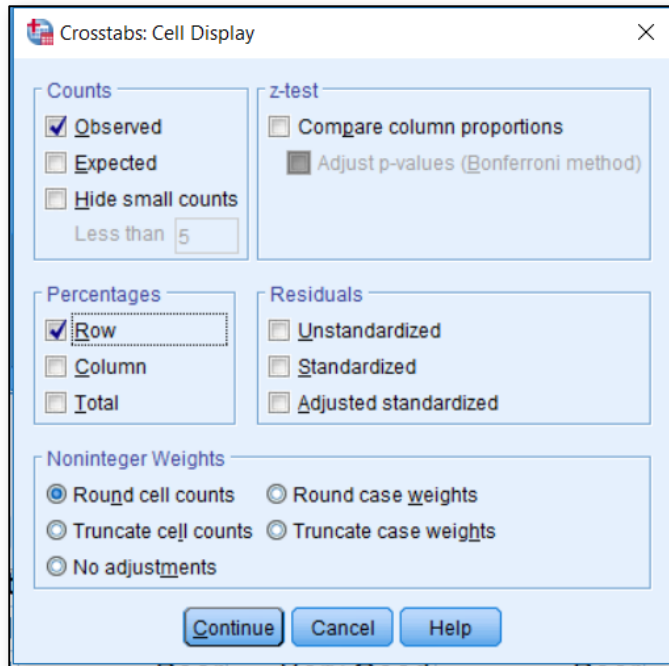 Crosstabs: Cell Display
Counts
Observed
Expected
Hide small counts
Less than 5
z-test
Compare column proportions
Adjust p-values (Bonferroni method)
Percentages
Row
Column
Total
Residuals
Unstandardized
Standardized
Adjusted standardized
Noninteger Weights
Round cell counts Round case weights
Truncate cell counts Truncate case weights
No adjustments
Continue Cancel Help